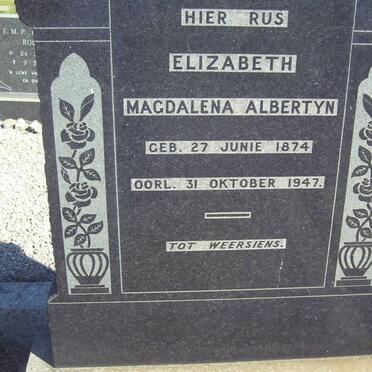 HIER RUS
ELIZABETH
MAGDALENA ALBERTYN
GEB. 27 JUNIE 1874
OORL. 31 OKTOBER 1947.
TOT WEERSIENS.
E.M.P.